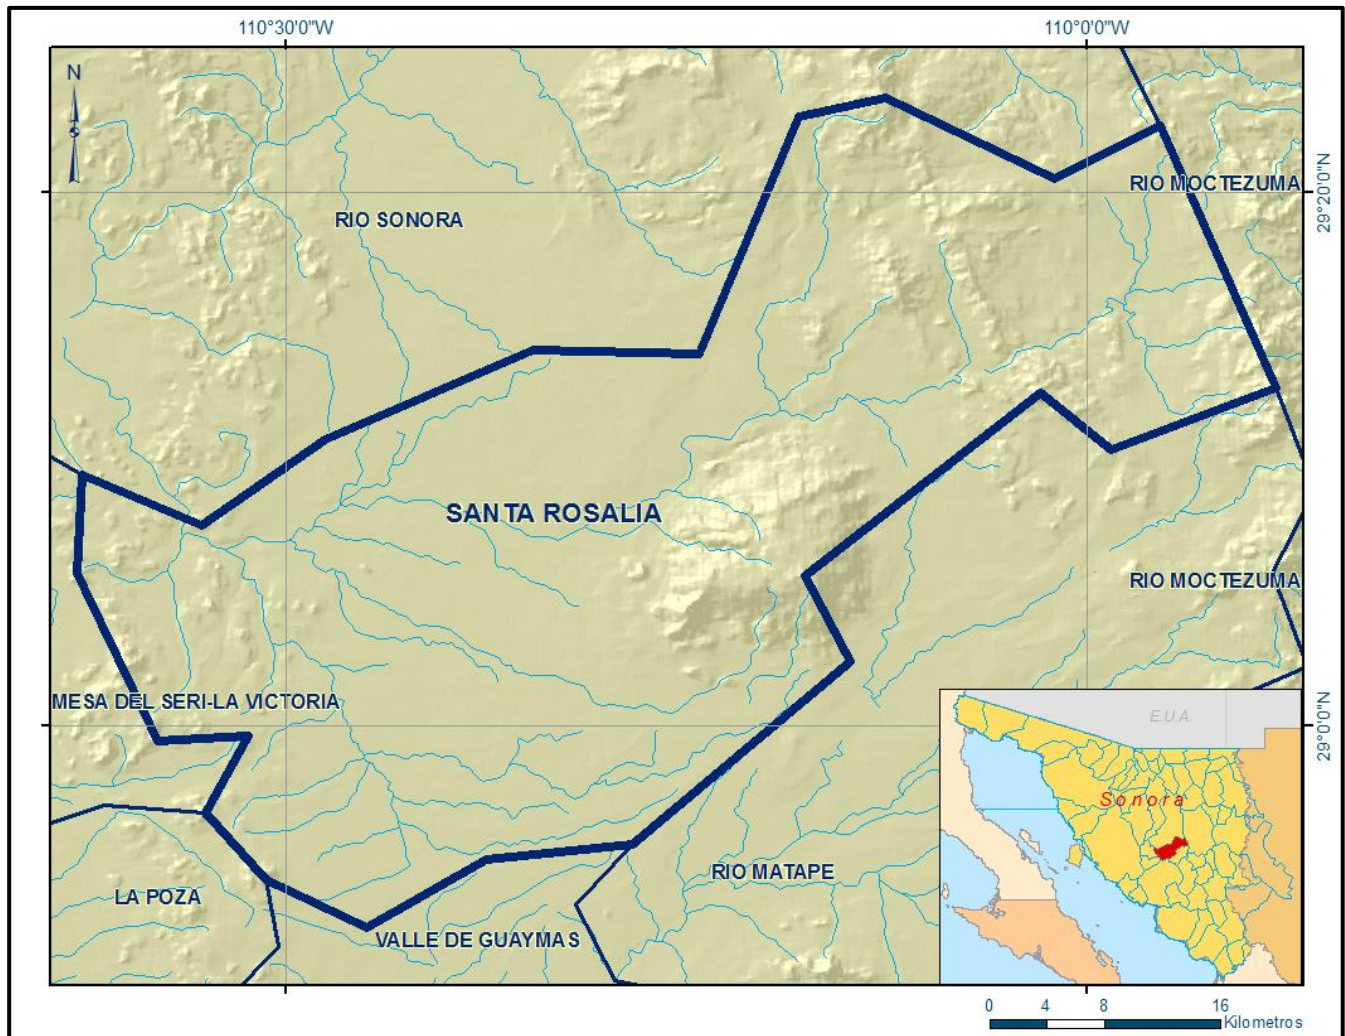 110°30'0"W
110°0'0"W
N
RIO MOCTEZUMA
29°20'0"N
RIO SONORA
SANTA ROSALIA
RIO MOCTEZUMA
MESA DEL SERI-LA VICTORIA
29°0'0"N
E.U.A.
Sonora
RIO MATAPE
LA POZA
VALLE DE GUAYMAS
0 4 8 16
Kilometros